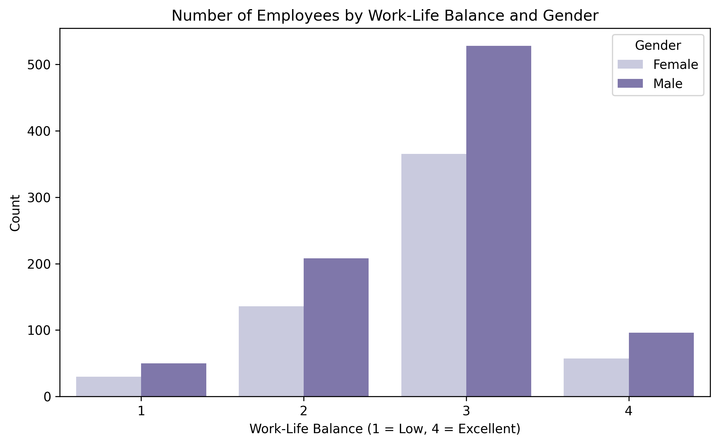 Number of Employees by Work-Life Balance and Gender
Gender
Female
Male
Count
500
400
300
200
100
0
1 2 3 4
Work-Life Balance (1 = Low, 4 = Excellent)